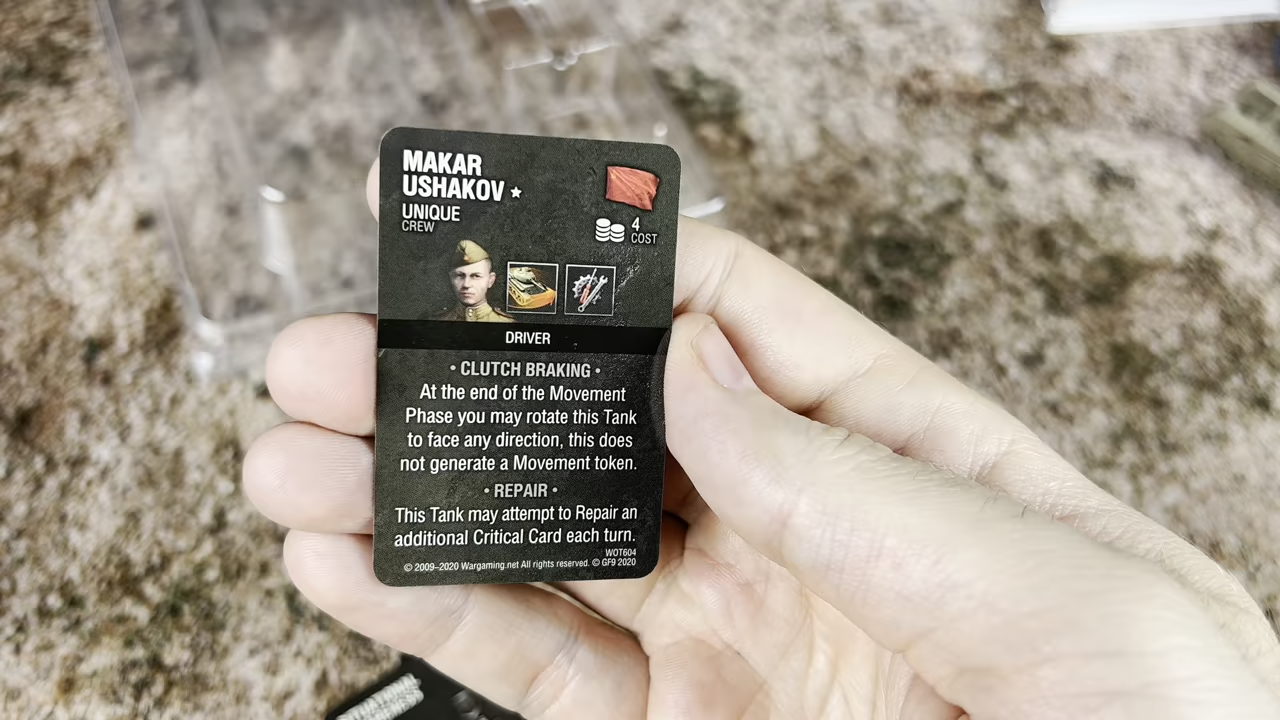 MAKAR
USHAKOV ★
UNIQUE
CREW
4
COST
DRIVER
• CLUTCH BRAKING •
At the end of the Movement
Phase you may rotate this Tank
to face any direction, this does
not generate a Movement token.
• REPAIR •
This Tank may attempt to Repair an
additional Critical Card each turn.
WOT604
© 2009–2020 Wargaming.net All rights reserved. © GF9 2020